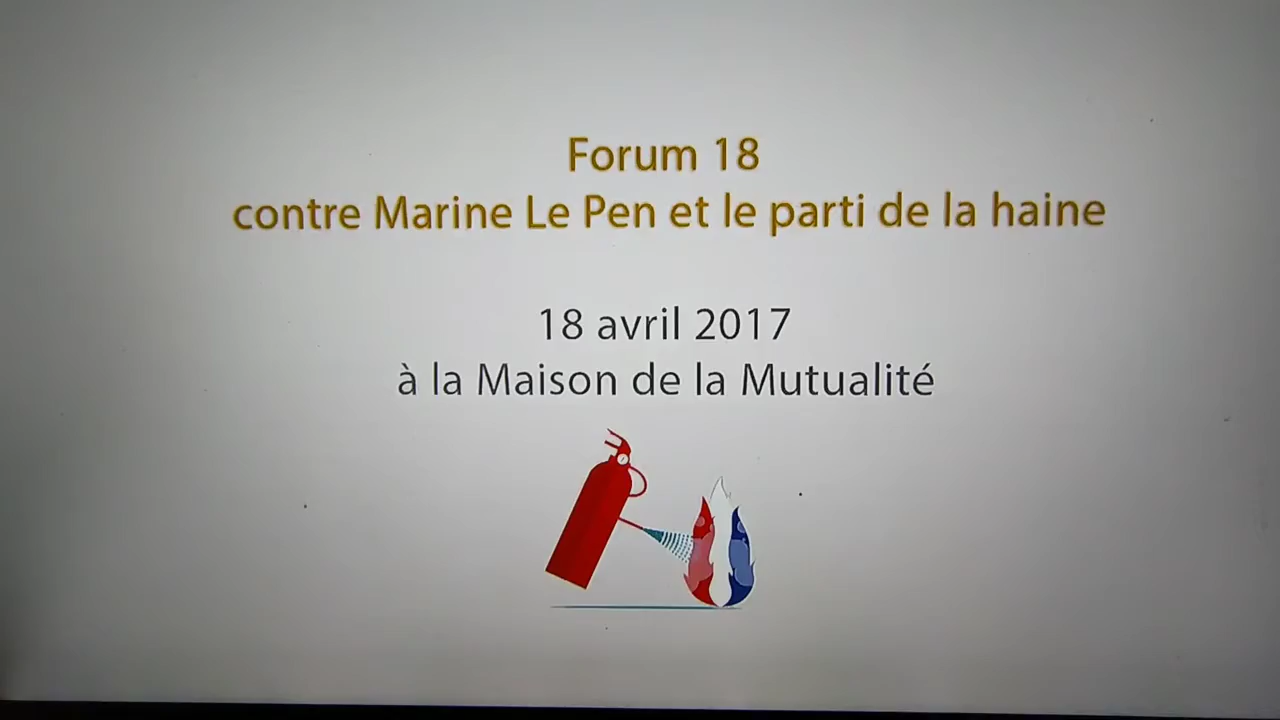 Forum 18
contre Marine Le Pen et le parti de la haine
18 avril 2017
à la Maison de la Mutualité